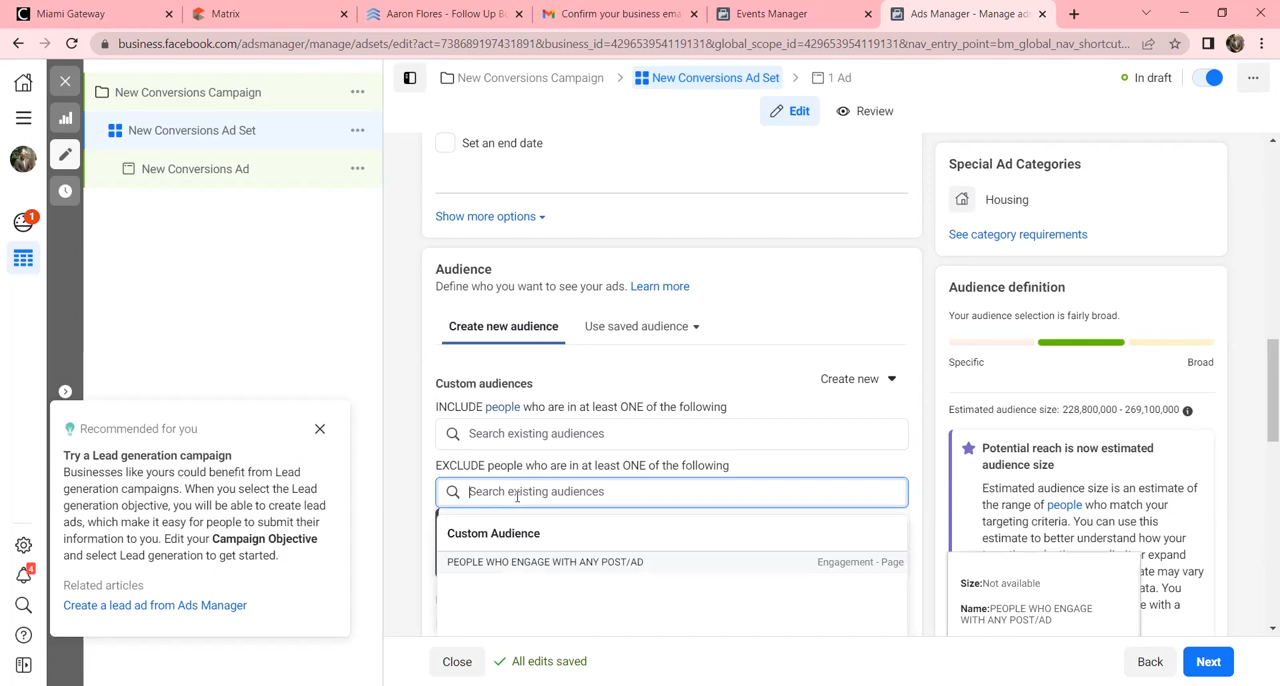 Miami Gateway
Matrix
Aaron Flores - Follow Up B
Confirm your business em
Events Manager
Ads Manager - Manage ad
business.facebook.com/adsmanager/manage/adsets/edit?act=738689197431891&business_id=429653954119131&global_scope_id=429653954119131&nav_entry_point=bm_global_nav_shortcut...
New Conversions Campaign
New Conversions Ad Set
1 Ad
In draft
Edit
Review
New Conversions Campaign
New Conversions Ad Set
New Conversions Ad
1
4
Set an end date
Show more options
Audience
Define who you want to see your ads. Learn more
Create new audience
Use saved audience
Custom audiences
Create new
INCLUDE people who are in at least ONE of the following
Search existing audiences
EXCLUDE people who are in at least ONE of the following
Search existing audiences
Custom Audience
PEOPLE WHO ENGAGE WITH ANY POST/AD
Engagement - Page
Special Ad Categories
Housing
See category requirements
Audience definition
Your audience selection is fairly broad.
Specific
Broad
Estimated audience size: 228,800,000 - 269,100,000
Potential reach is now estimated
audience size
Estimated audience size is an estimate of
the range of people who match your
targeting criteria. You can use this
estimate to better understand how your
expand
ate may vary
ata. You
e with a
Size:Not available
Name:PEOPLE WHO ENGAGE
WITH ANY POST/AD
Recommended for you
Try a Lead generation campaign
Businesses like yours could benefit from Lead
generation campaigns. When you select the Lead
generation objective, you will be able to create lead
ads, which make it easy for people to submit their
information to you. Edit your Campaign Objective
and select Lead generation to get started.
Related articles
Create a lead ad from Ads Manager
Close
All edits saved
Back
Next